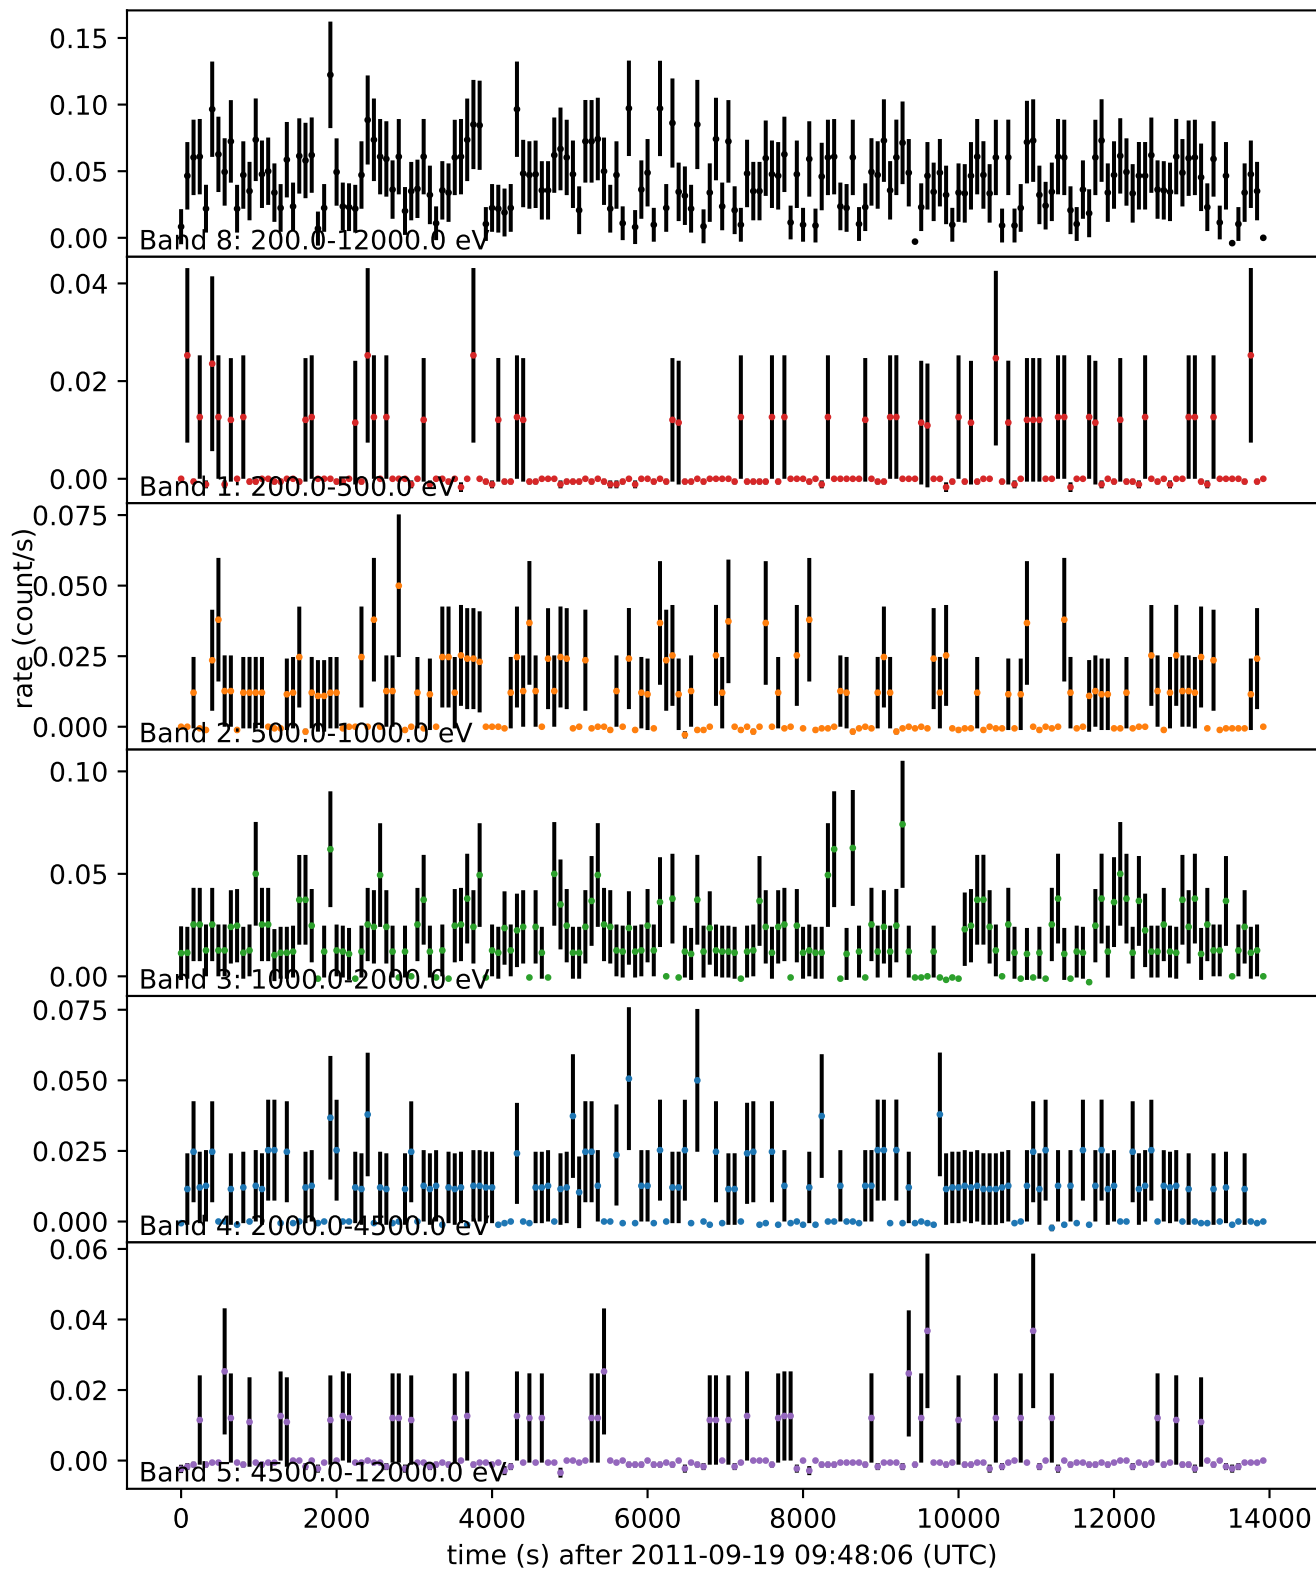 0.15
0.10
0.05
0.00
Band 8: 200.0-12000.0 eV
0.04
0.02
0.00
Band 1: 200.0-500.0 eV
rate (count/s)
0.075
0.050
0.025
0.000
Band 2: 500.0-1000.0 eV
0.10
0.05
0.00
Band 3: 1000.0-2000.0 eV
0.075
0.050
0.025
0.000
Band 4: 2000.0-4500.0 eV
0.06
0.04
0.02
0.00
Band 5: 4500.0-12000.0 eV
0 2000 4000 6000 8000 10000 12000 14000
time (s) after 2011-09-19 09:48:06 (UTC)